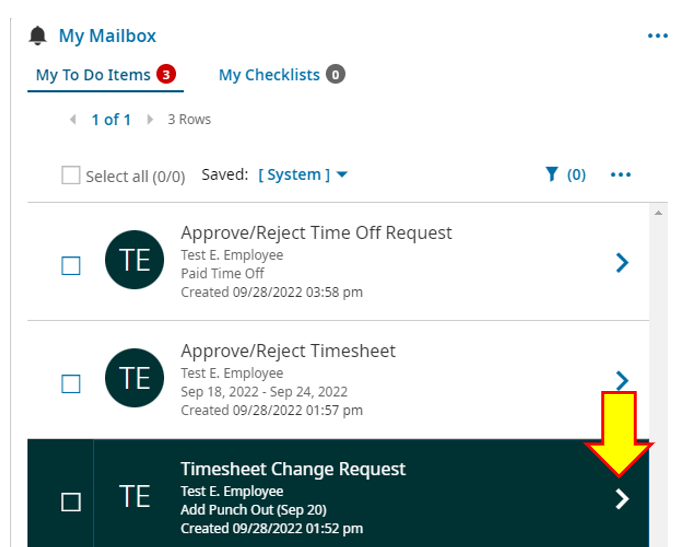 My Mailbox
My To Do Items 3 My Checklists 0
1 of 1 3 Rows
Select all (0/0) Saved: [ System ] (0)
Approve/Reject Time Off Request
TE
Test E. Employee
Paid Time Off
Created 09/28/2022 03:58 pm
Approve/Reject Timesheet
TE
Test E. Employee
Sep 18, 2022 - Sep 24, 2022
Created 09/28/2022 01:57 pm
Timesheet Change Request
TE
Test E. Employee
Add Punch Out (Sep 20)
Created 09/28/2022 01:52 pm